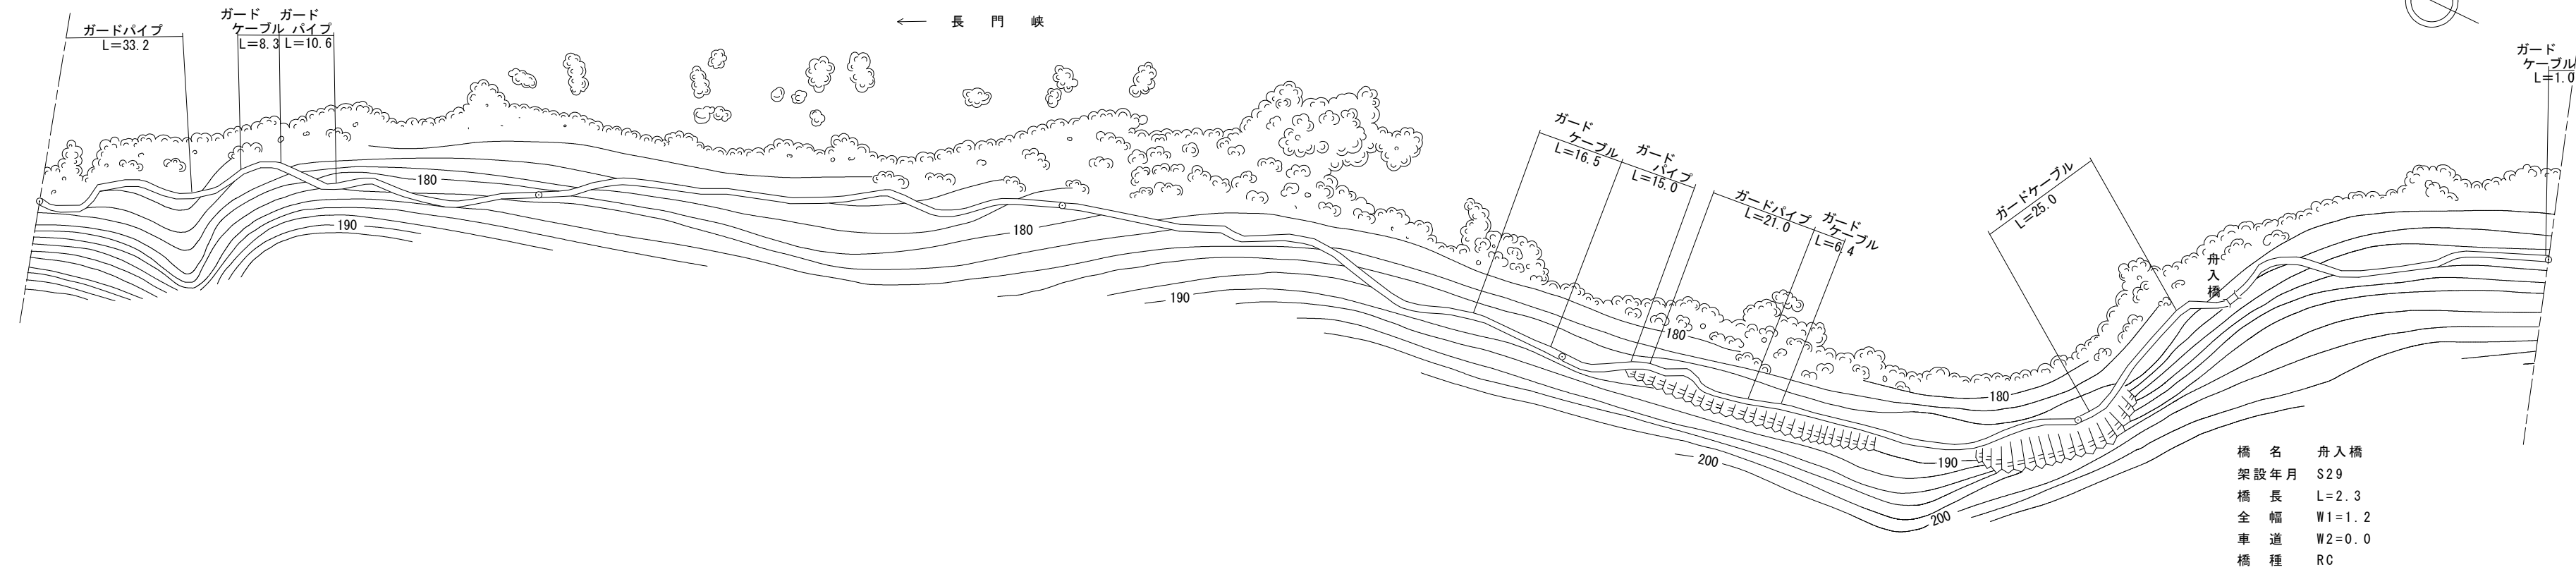 ガードパイプ
L=33.2
ガード
ケーブル
L=8.3
ガード
パイプ
L=10.6
← 長門峡
ガード
ケーブル
L=1.0
ガード
ケーブル
L=16.5
ガード
パイプ
L=15.0
ガードパイプ
L=21.0
ガード
ケーブル
L=6.4
ガードケーブル
L=25.0
舟入橋
180
190
180
190
180
180
190
200
200
橋名 舟入橋
架設年月 S29
橋長 L=2.3
全幅 W1=1.2
車道 W2=0.0
橋種 RC